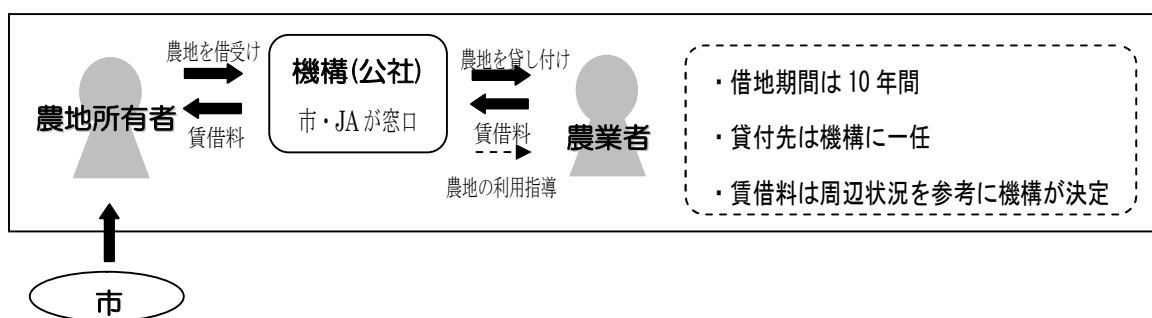 農地を借受け
機構(公社)
市・JAが窓口
農地を貸し付け
農地所有者
賃借料
賃借料
農業者
農地の利用指導
・借地期間は10年間
・貸付先は機構に一任
・賃借料は周辺状況を参考に機構が決定
市